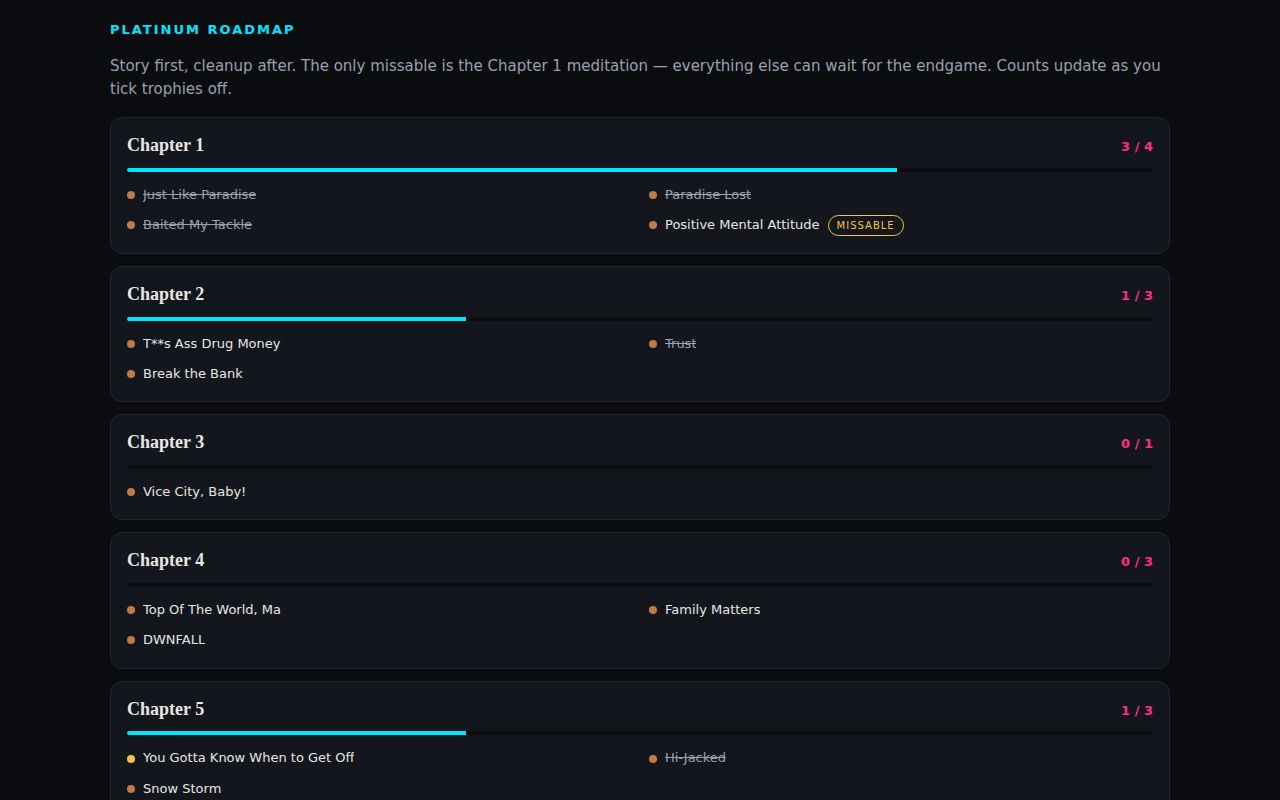 PLATINUM ROADMAP
Story first, cleanup after. The only missable is the Chapter 1 meditation — everything else can wait for the endgame. Counts update as you
tick trophies off.
Chapter 1
3 / 4
Just Like Paradise
Paradise Lost
Baited My Tackle
Positive Mental Attitude MISSABLE
Chapter 2
1 / 3
T**s Ass Drug Money
Trust
Break the Bank
Chapter 3
0 / 1
Vice City, Baby!
Chapter 4
0 / 3
Top Of The World, Ma
Family Matters
DWNFALL
Chapter 5
1 / 3
You Gotta Know When to Get Off
Hi-Jacked
Snow Storm